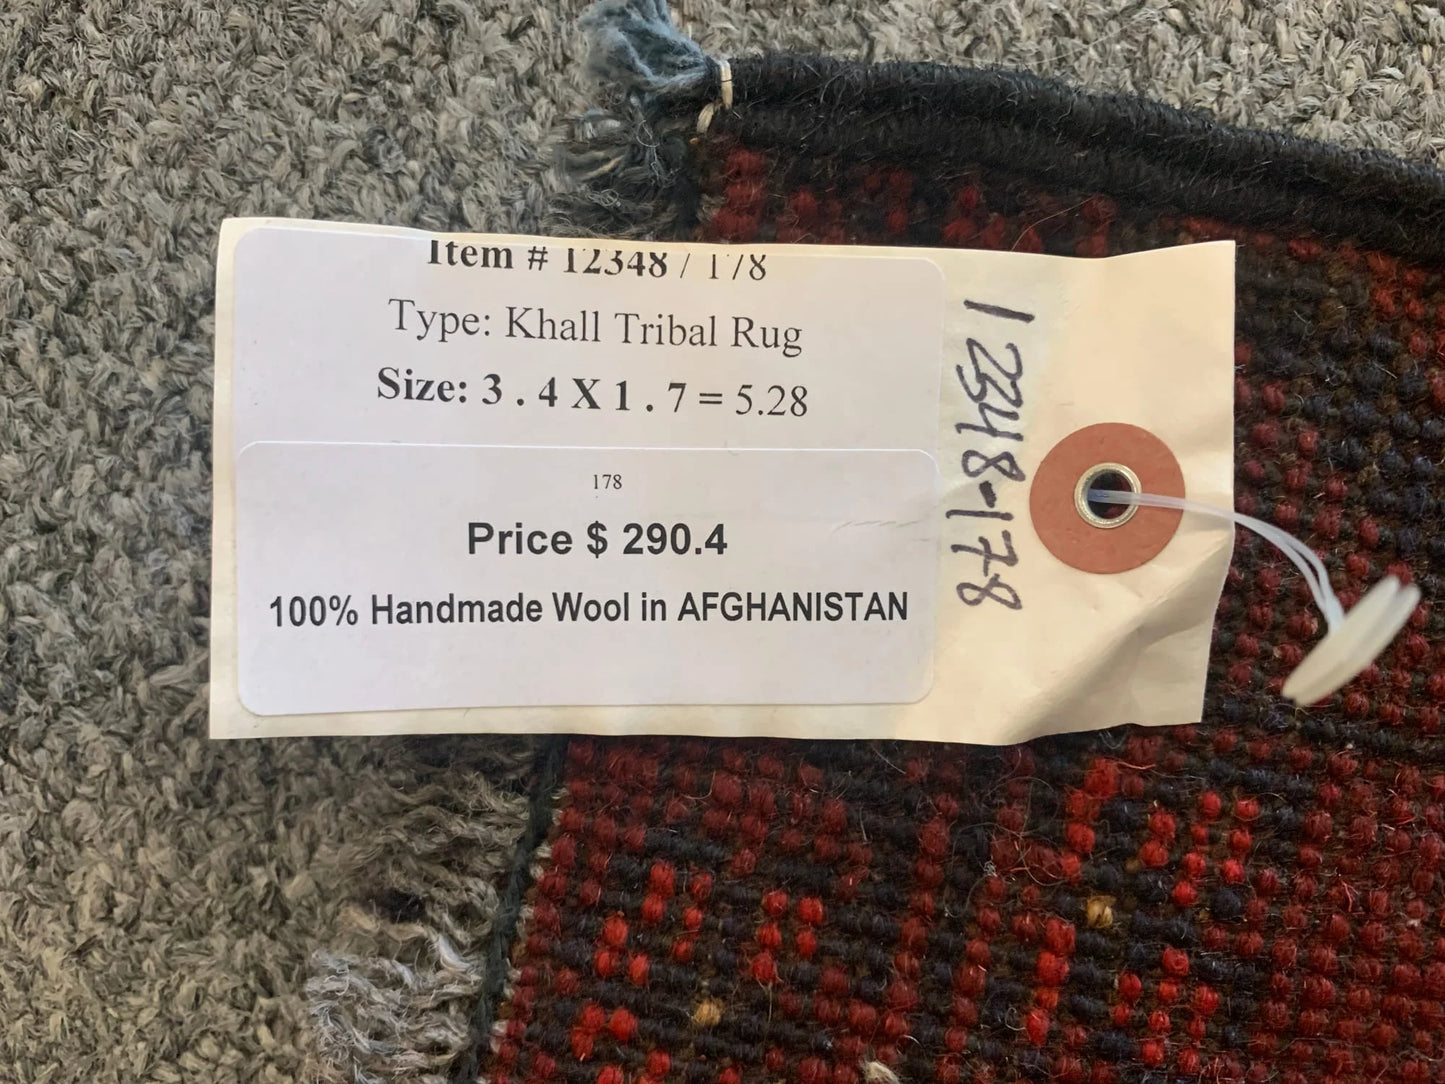 Item # 12348 / 178
Type: Khall Tribal Rug
Size: 3 . 4 X 1 . 7 = 5.28
178
Price $ 290.4
100% Handmade Wool in AFGHANISTAN
12348-178